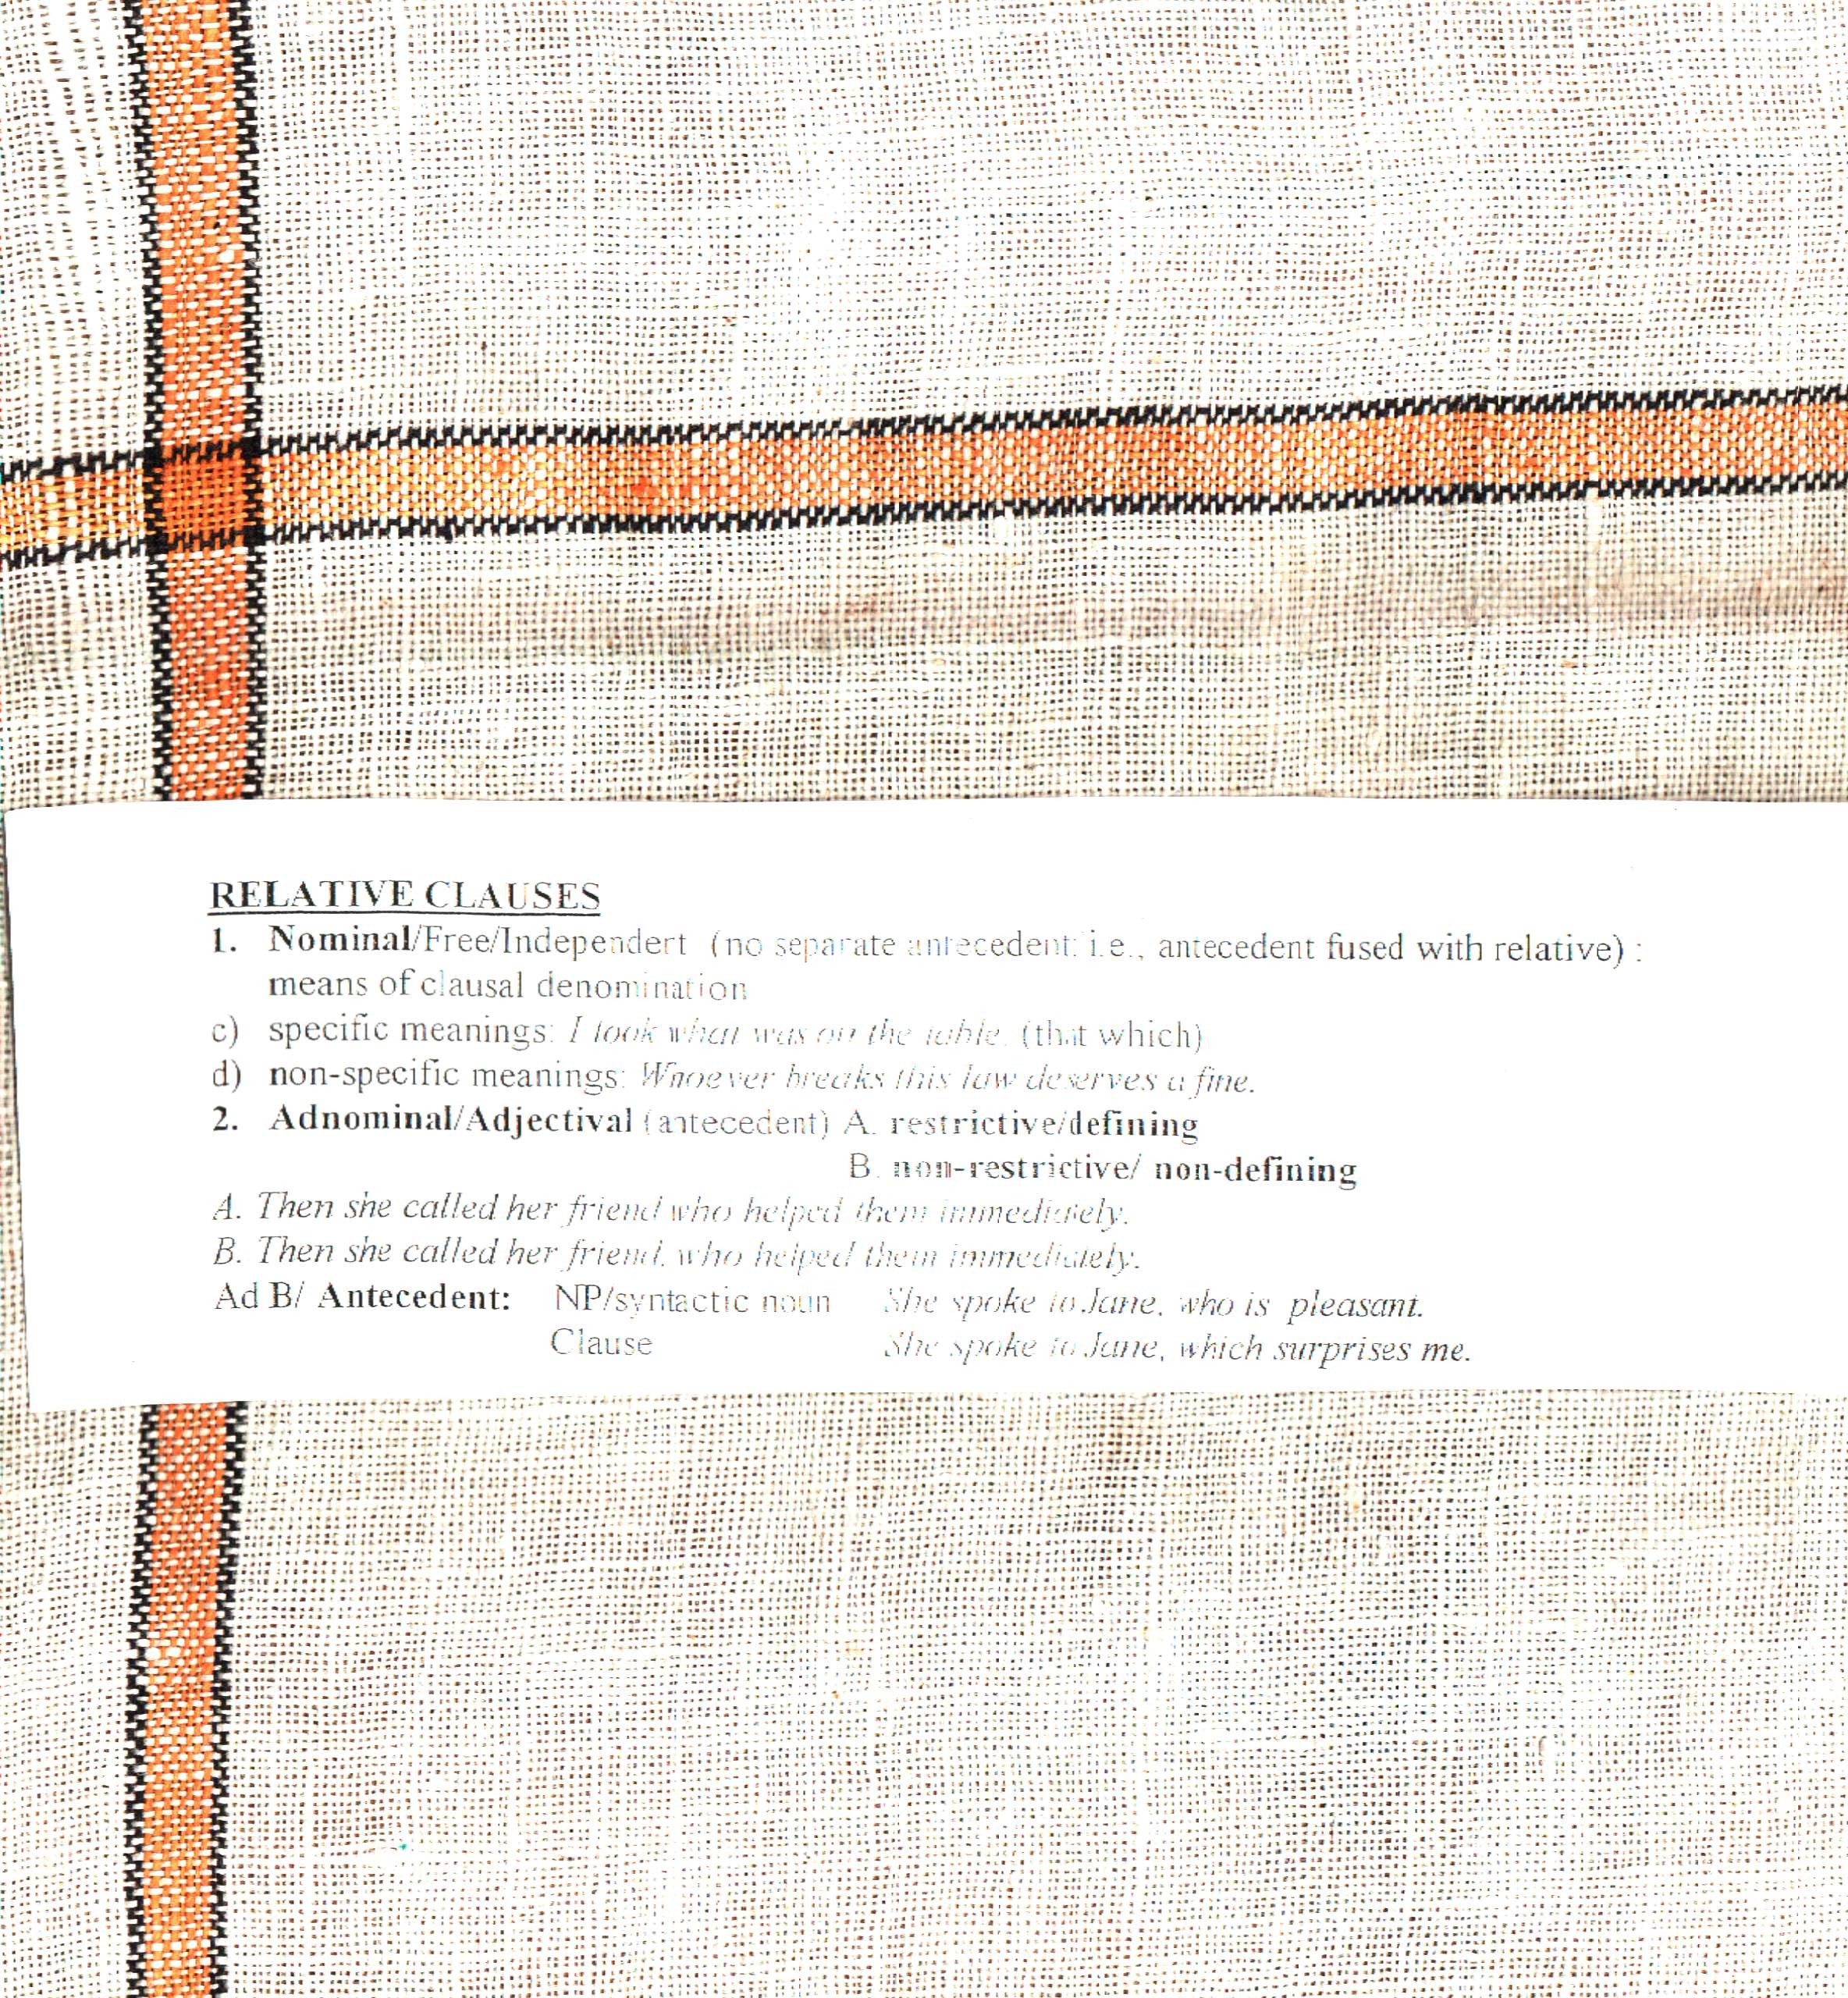 RELATIVE CLAUSES
1. Nominal/Free/Independent (no separate antecedent: i.e., antecedent fused with relative) :
means of clausal denomination
c) specific meanings: I took what was on the table. (that which)
d) non-specific meanings: Whoever breaks this law deserves a fine.
2. Adnominal/Adjectival (antecedent) A. restrictive/defining
B. non-restrictive/ non-defining
A. Then she called her friend who helped them immediately.
B. Then she called her friend, who helped them immediately.
Ad B/ Antecedent: NP/syntactic noun She spoke to Jane, who is pleasant.
Clause She spoke to Jane, which surprises me.